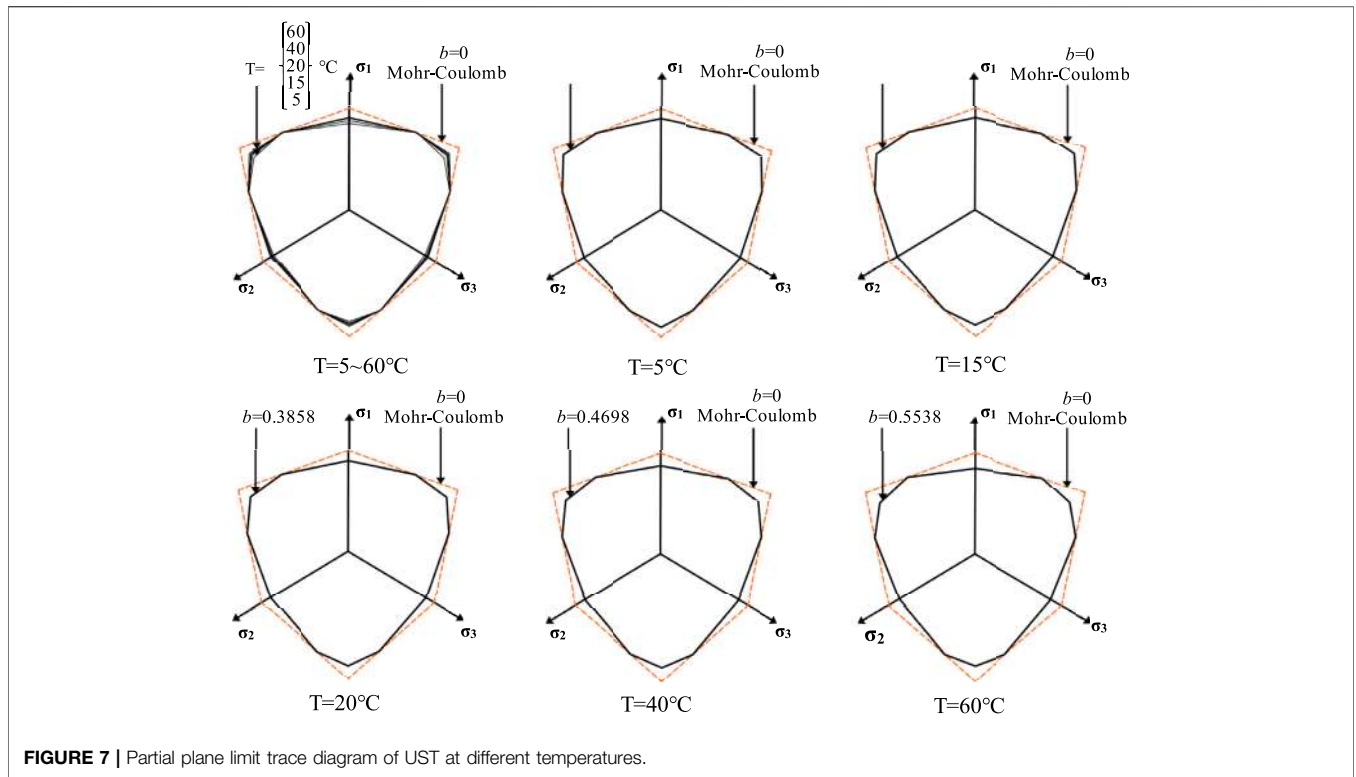 60
40
T= 20 °C
15
5
σ1
b=0
Mohr-Coulomb
σ2
σ3
T=5~60°C
σ1
b=0
Mohr-Coulomb
σ2
σ3
T=5°C
σ1
b=0
Mohr-Coulomb
σ2
σ3
T=15°C
b=0.3858
σ1
b=0
Mohr-Coulomb
σ2
σ3
T=20°C
b=0.4698
σ1
b=0
Mohr-Coulomb
σ2
σ3
T=40°C
b=0.5538
σ1
b=0
Mohr-Coulomb
σ2
σ3
T=60°C
FIGURE 7 | Partial plane limit trace diagram of UST at different temperatures.